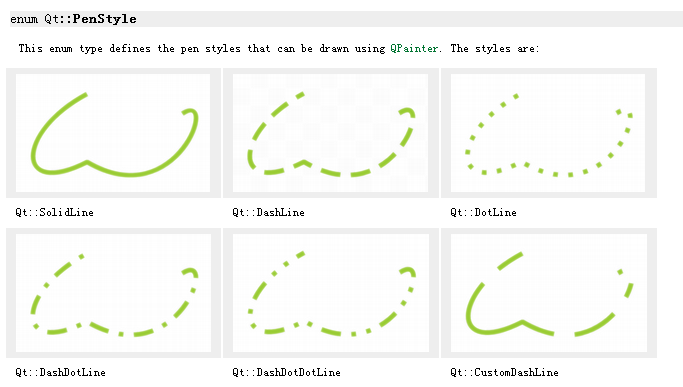 enum Qt::PenStyle
This enum type defines the pen styles that can be drawn using QPainter. The styles are:
Qt::SolidLine
Qt::DashLine
Qt::DotLine
Qt::DashDotLine
Qt::DashDotDotLine
Qt::CustomDashLine